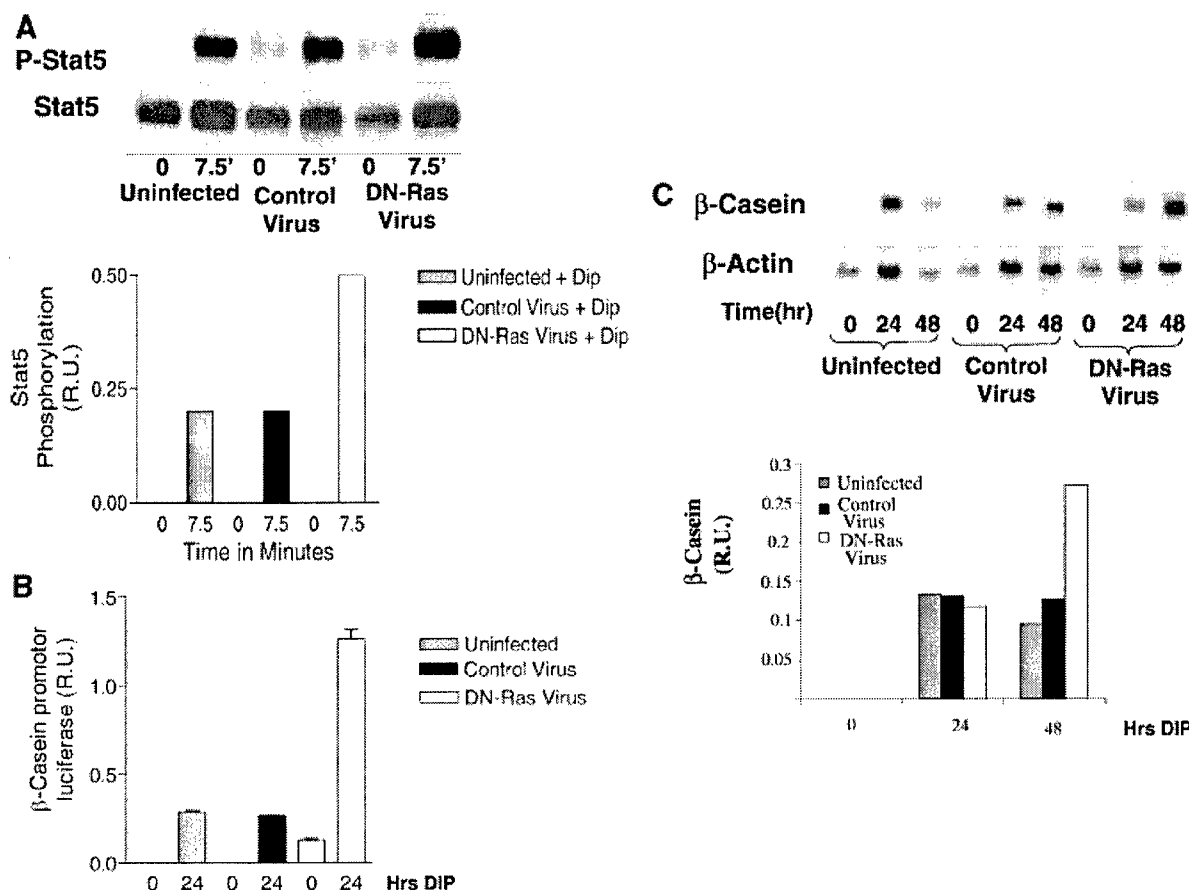 A
P-Stat5
Stat5
0 7.5' 0 7.5' 0 7.5'
Uninfected Control Virus DN-Ras Virus
0.50
0.25
0.00
Stat5 Phosphorylation (R.U.)
0 7.5 0 7.5 0 7.5
Time in Minutes
Uninfected + Dip
Control Virus + Dip
DN-Ras Virus + Dip
B
1.5
1.0
0.5
0.0
β-Casein promotor luciferase (R.U.)
0 24 0 24 0 24 Hrs DIP
Uninfected
Control Virus
DN-Ras Virus
C
β-Casein
β-Actin
Time(hr) 0 24 48 0 24 48 0 24 48
Uninfected Control Virus DN-Ras Virus
0.3
0.25
0.2
0.15
0.1
0.05
β-Casein (R.U.)
Uninfected
Control Virus
DN-Ras Virus
0 24 48 Hrs DIP